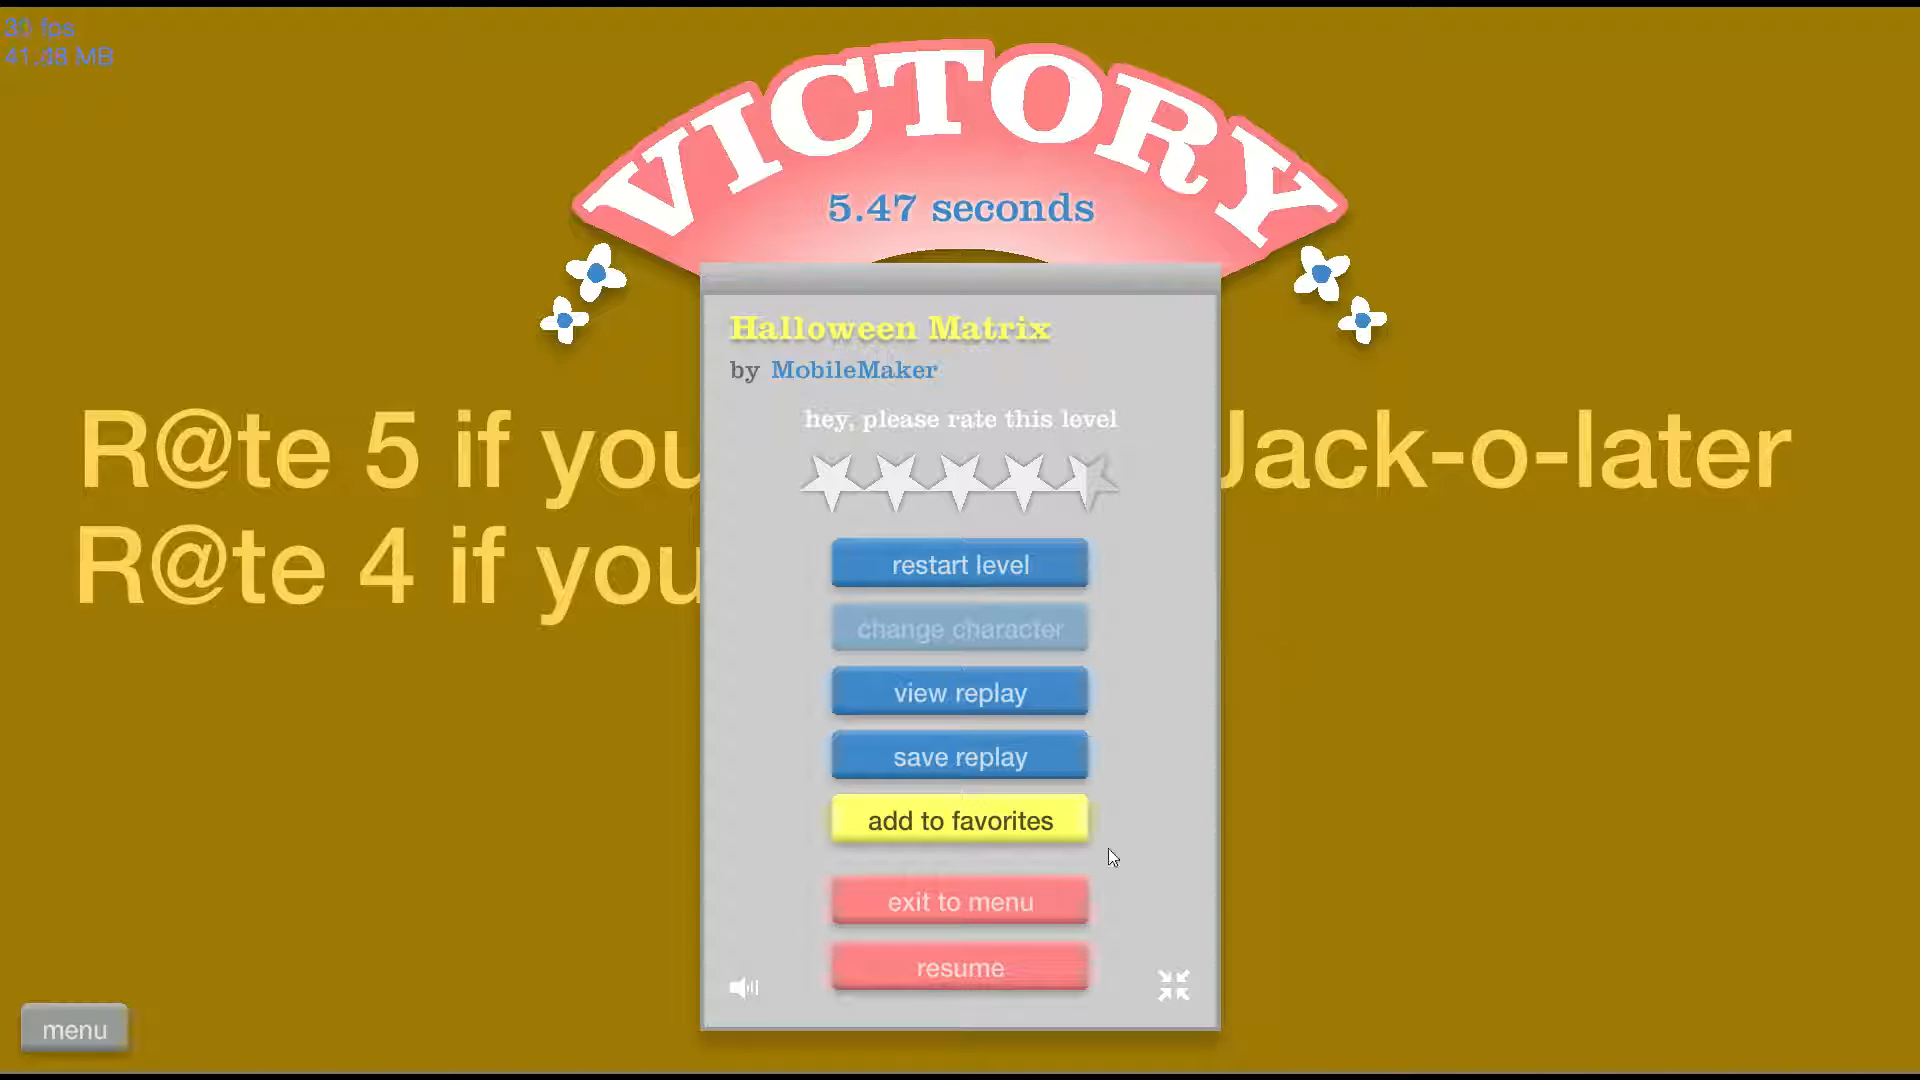 30 fps
41.48 MB
VICTORY
5.47 seconds
Halloween Matrix
by MobileMaker
hey, please rate this level
R@te 5 if you Jack-o-later
R@te 4 if you
restart level
change character
view replay
save replay
add to favorites
exit to menu
resume
menu